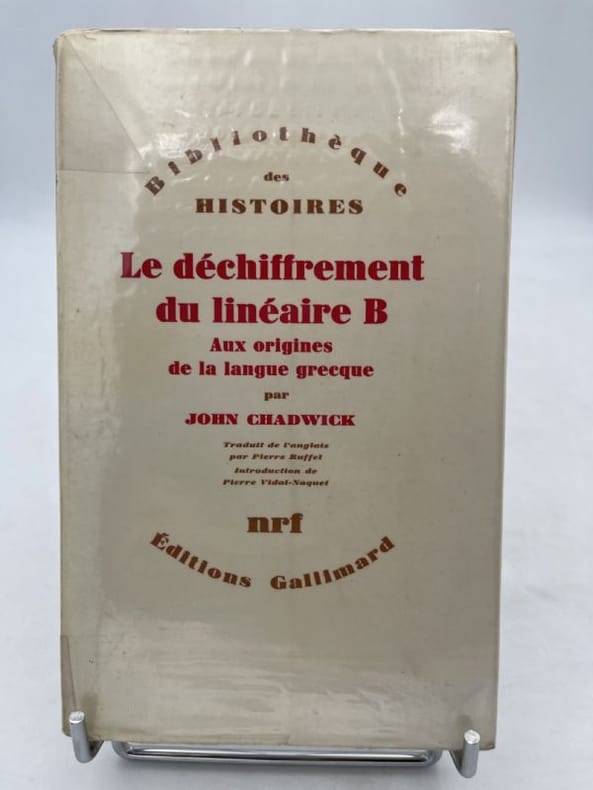 Bibliothèque
des
HISTOIRES
Le déchiffrement
du linéaire B
Aux origines
de la langue grecque
par
JOHN CHADWICK
Traduit de l'anglais
par Pierre Ruffel
Introduction de
Pierre Vidal-Naquet
nrf
Éditions Gallimard